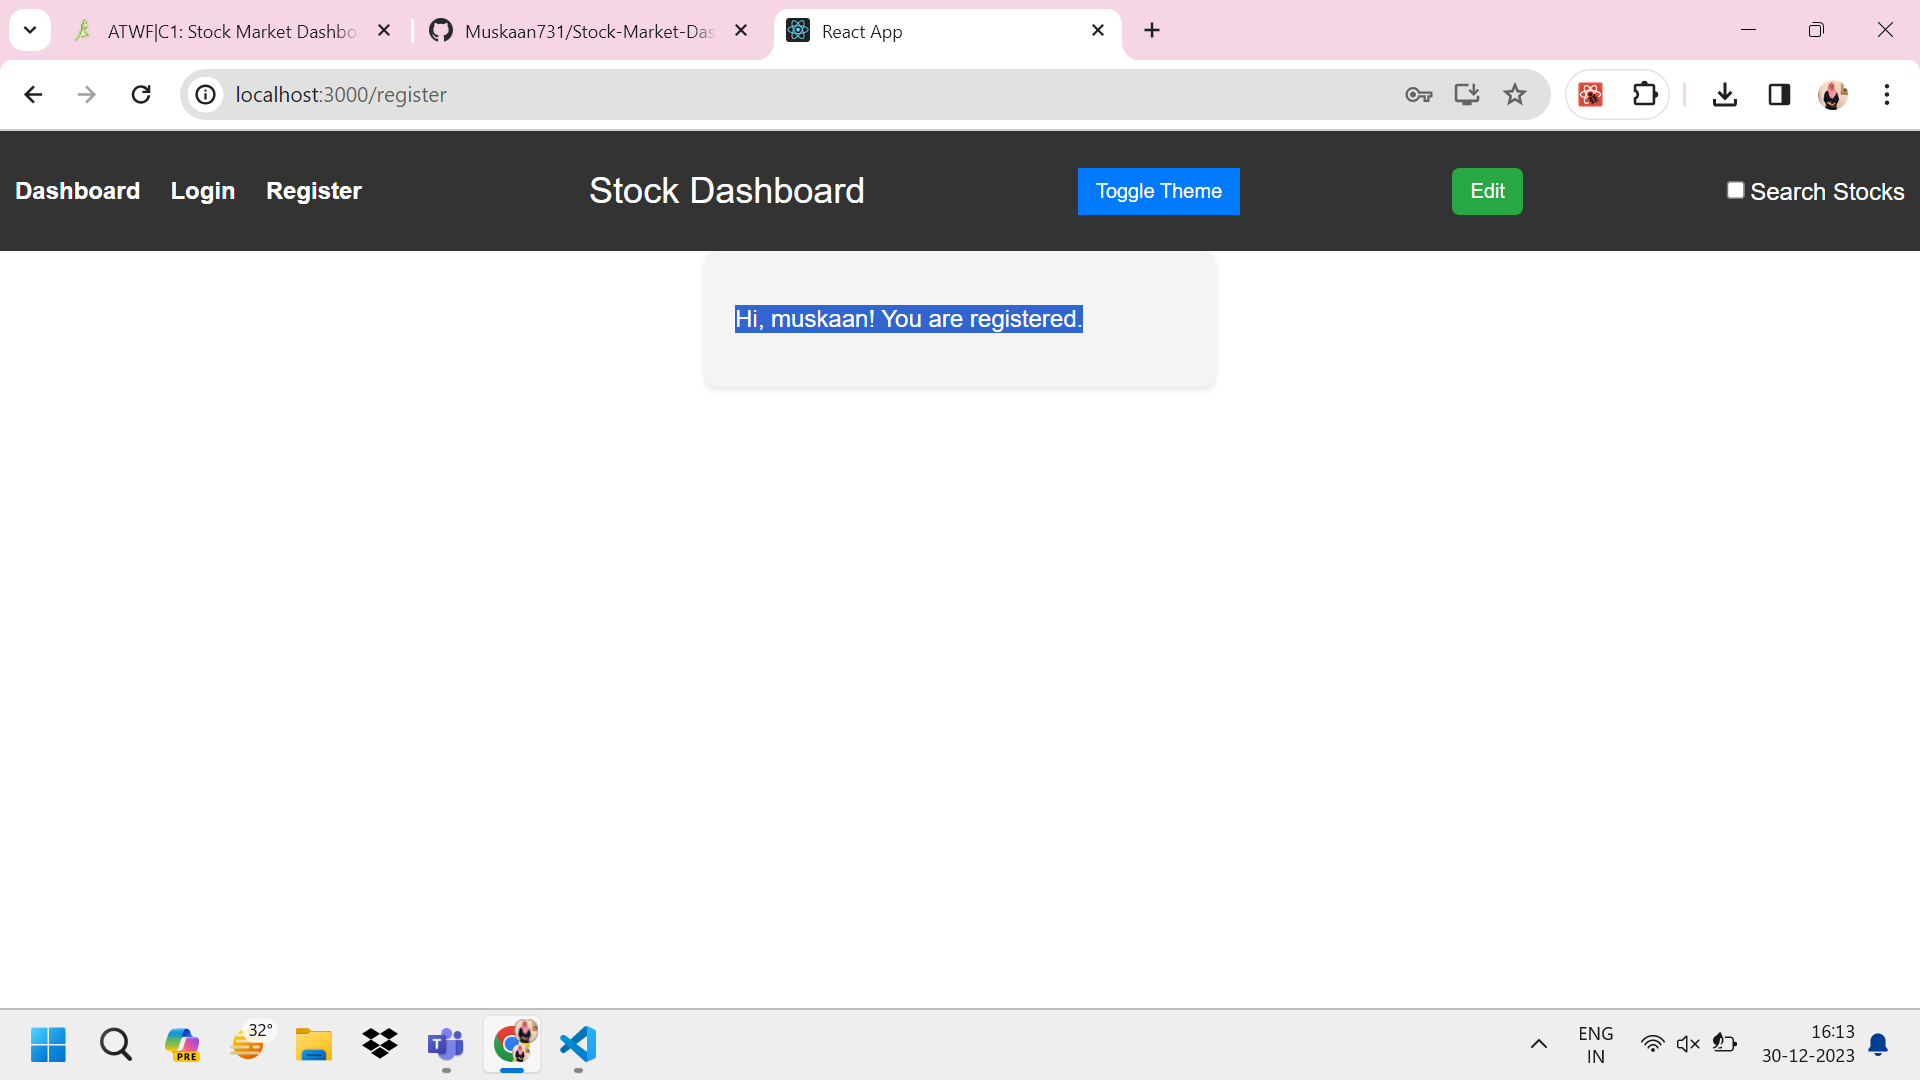 ATWF|C1: Stock Market Dashbo
Muskaan731/Stock-Market-Das
React App
localhost:3000/register
Dashboard Login Register Stock Dashboard Toggle Theme Edit Search Stocks
Hi, muskaan! You are registered.
32°
PRE
T
ENG
IN
16:13
30-12-2023